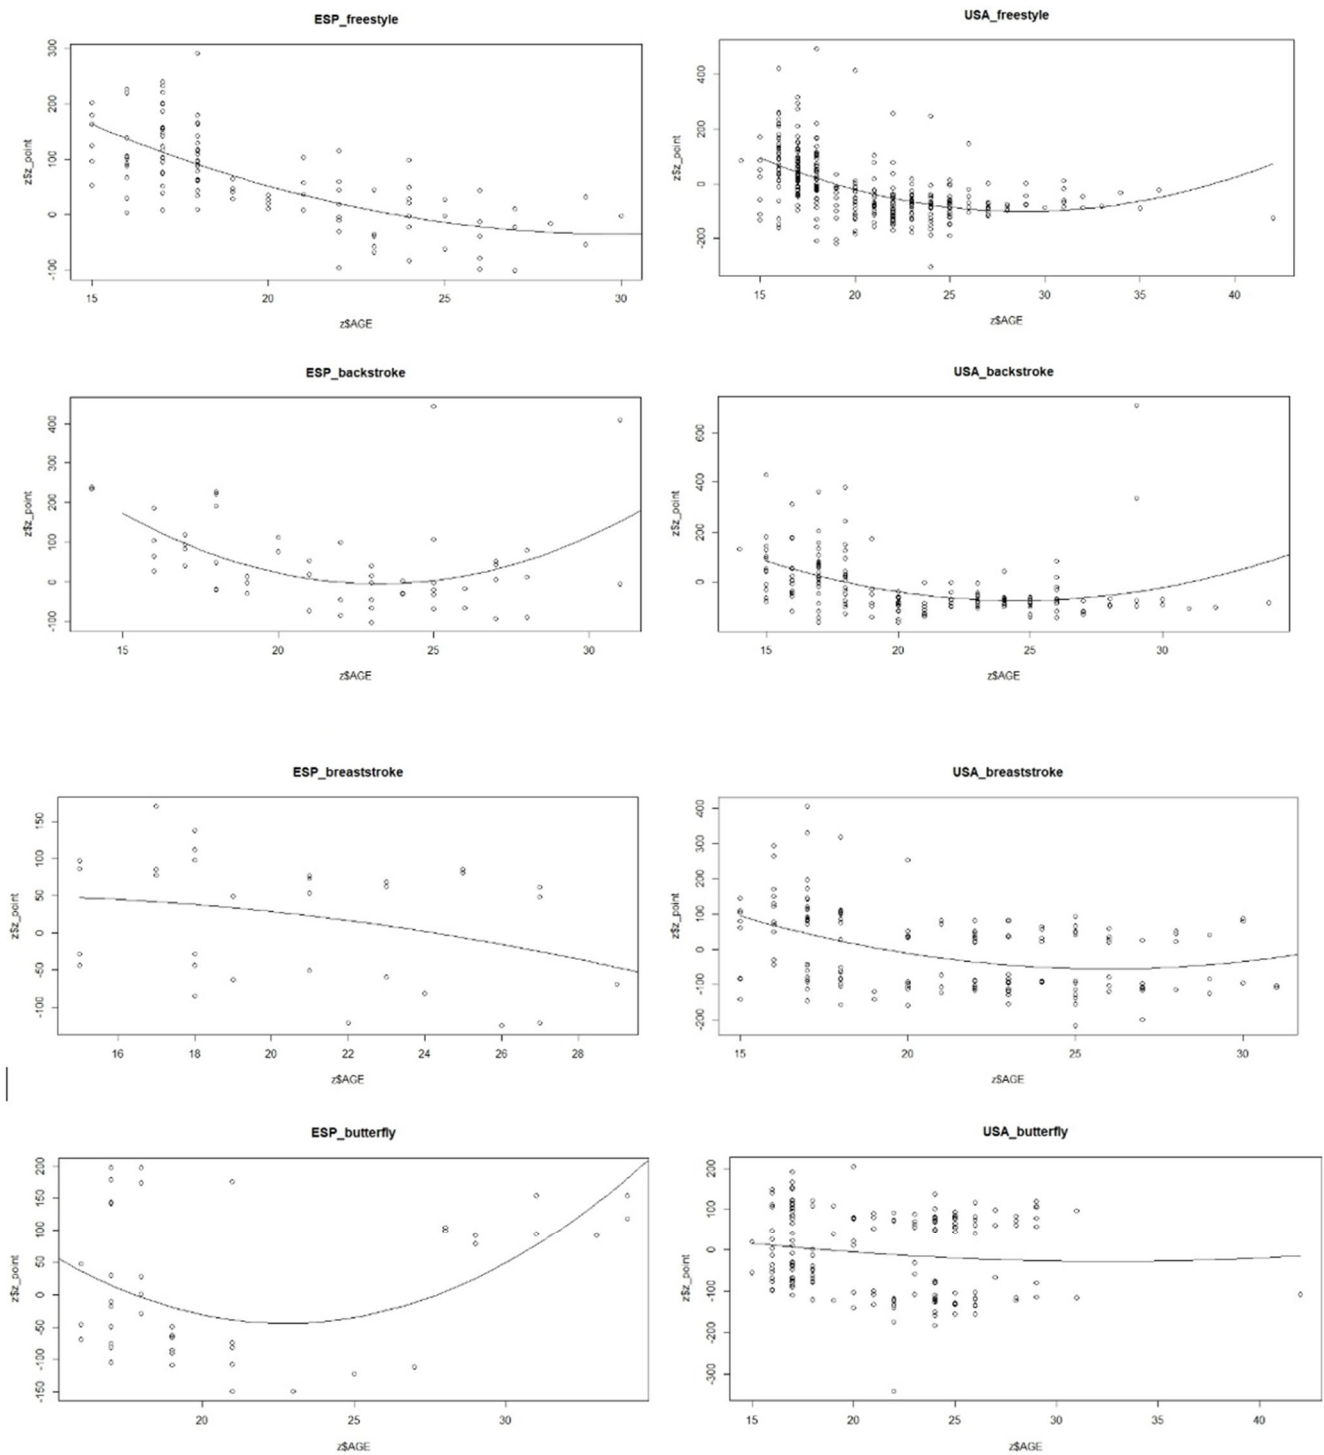 ESP_freestyle
300
200
100
0
-100
z$z_point
15 20 25 30
z$AGE
USA_freestyle
400
200
0
-200
z$z_point
15 20 25 30 35 40
z$AGE
ESP_backstroke
400
300
200
100
0
-100
z$z_point
15 20 25 30
z$AGE
USA_backstroke
600
400
200
0
z$z_point
15 20 25 30
z$AGE
ESP_breaststroke
150
100
50
0
-50
-100
z$z_point
16 18 20 22 24 26 28
z$AGE
USA_breaststroke
400
300
200
100
0
-100
-200
z$z_point
15 20 25 30
z$AGE
ESP_butterfly
200
150
100
50
0
-50
-100
-150
z$z_point
20 25 30
z$AGE
USA_butterfly
200
100
0
-100
-200
-300
z$z_point
15 20 25 30 35 40
z$AGE